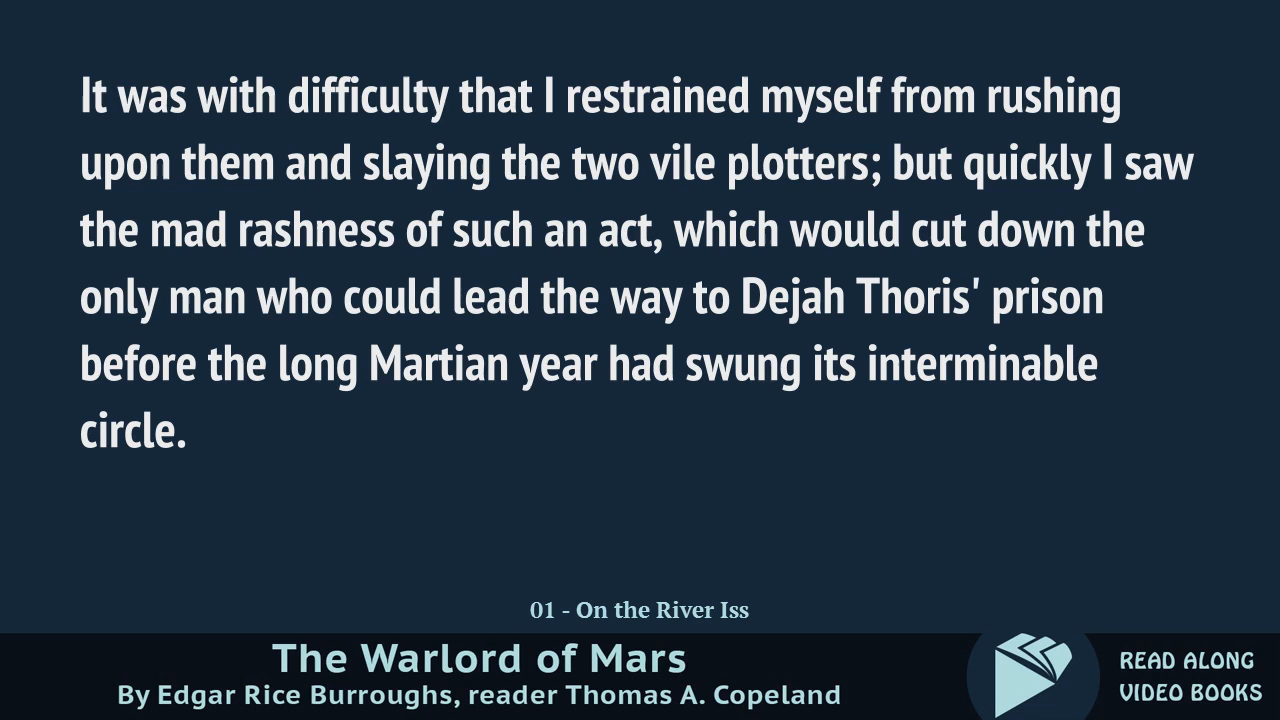 It was with difficulty that I restrained myself from rushing
upon them and slaying the two vile plotters; but quickly I saw
the mad rashness of such an act, which would cut down the
only man who could lead the way to Dejah Thoris' prison
before the long Martian year had swung its interminable
circle.
01 - On the River Iss
The Warlord of Mars
By Edgar Rice Burroughs, reader Thomas A. Copeland
READ ALONG
VIDEO BOOKS